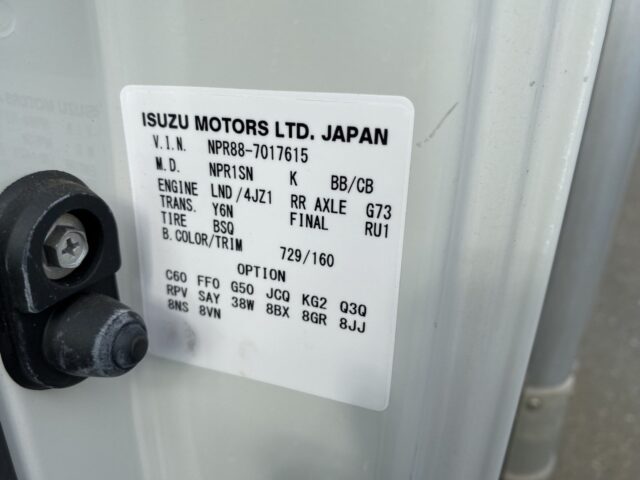 ISUZU MOTORS LTD. JAPAN
V.I.N. NPR88-7017615
M.D. NPR1SN K BB/CB
ENGINE LND/4JZ1 RR AXLE G73
TRANS. Y6N FINAL RU1
TIRE BSQ
B.COLOR/TRIM 729/160
OPTION
C60 FFO G50 JCQ KG2 Q3Q
RPV SAY 38W 8BX 8GR 8JJ
8NS 8VN